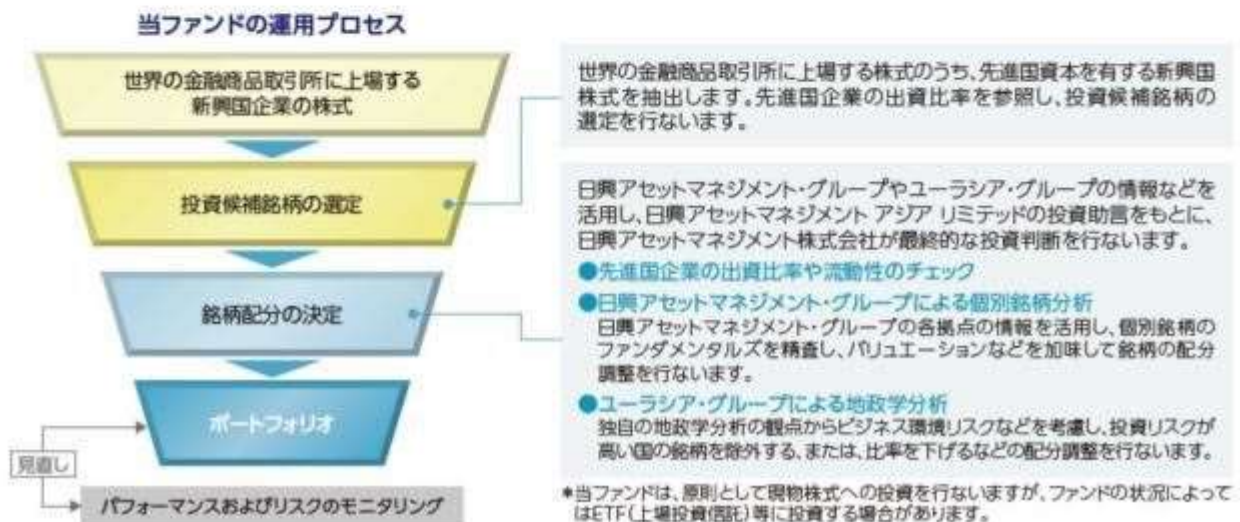 当ファンドの運用プロセス
世界の金融商品取引所に上場する
新興国企業の株式
投資候補銘柄の選定
銘柄配分の決定
ポートフォリオ
見直し
パフォーマンスおよびリスクのモニタリング
世界の金融商品取引所に上場する株式のうち、先進国資本を有する新興国
株式を抽出します。先進国企業の出資比率を参照し、投資候補銘柄の
選定を行ないます。
日興アセットマネジメント・グループやユーラシア・グループの情報などを
活用し、日興アセットマネジメント アジア リミテッドの投資助言をもとに、
日興アセットマネジメント株式会社が最終的な投資判断を行ないます。
●先進国企業の出資比率や流動性のチェック
●日興アセットマネジメント・グループによる個別銘柄分析
日興アセットマネジメント・グループの各拠点の情報を活用し、個別銘柄の
ファンダメンタルズを精査し、バリュエーションなどを加味して銘柄の配分
調整を行ないます。
●ユーラシア・グループによる地政学分析
独自の地政学分析の観点からビジネス環境リスクなどを考慮し、投資リスクが
高い国の銘柄を除外する、または、比率を下げるなどの配分調整を行ないます。
*当ファンドは、原則として現物株式への投資を行ないますが、ファンドの状況によって
はETF(上場投資信託)等に投資する場合があります。